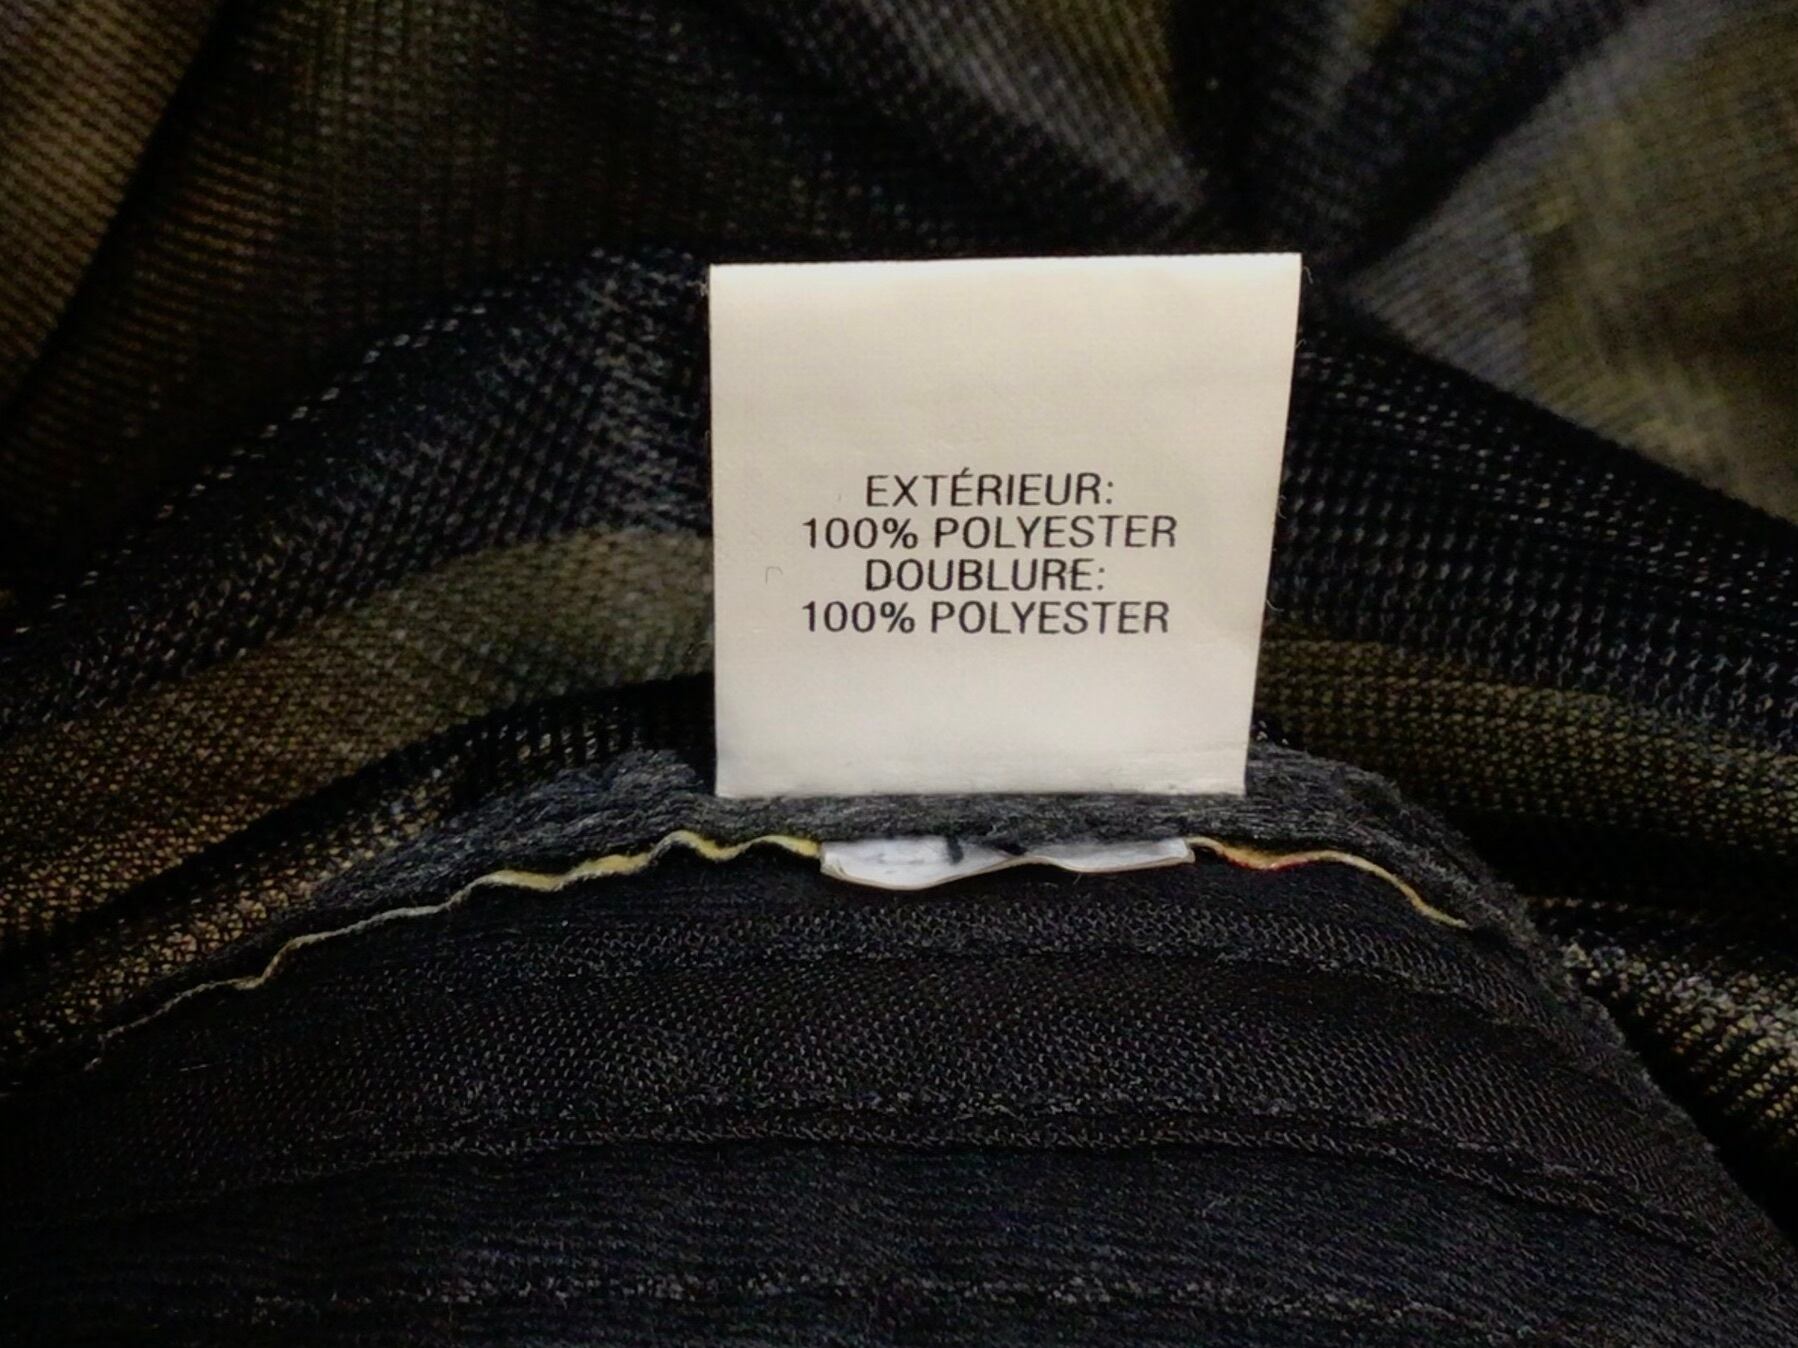 EXTÉRIEUR:
100% POLYESTER
DOUBLURE:
100% POLYESTER